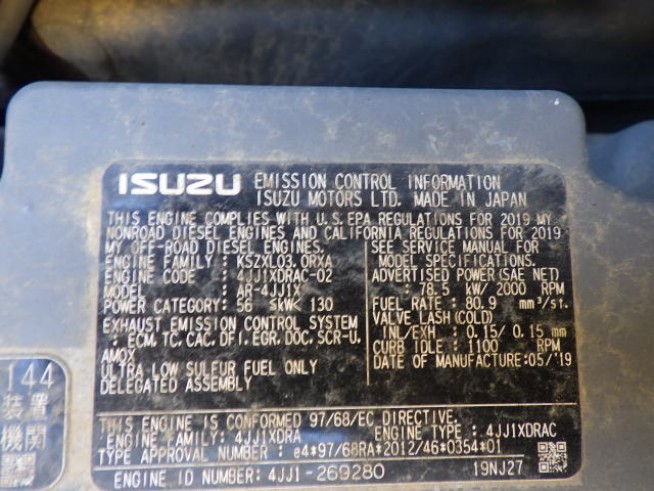 ISUZU EMISSION CONTROL INFORMATION
ISUZU MOTORS LTD. MADE IN JAPAN
THIS ENGINE COMPLIES WITH U.S.EPA REGULATIONS FOR 2019 MY
NONROAD DIESEL ENGINES AND CALIFORNIA REGULATIONS FOR 2019
MY OFF-ROAD DIESEL ENGINES.
ENGINE FAMILY : KSZXL03.0RXA
ENGINE CODE : 4JJ1XDRAC-02
MODEL : AR-4JJ1X
POWER CATEGORY: 56 ≤kW< 130
EXHAUST EMISSION CONTROL SYSTEM
: ECM, TC, CAC, DFI, EGR, DOC, SCR-U,
AMOX
ULTRA LOW SULFUR FUEL ONLY
DELEGATED ASSEMBLY
SEE SERVICE MANUAL FOR
MODEL SPECIFICATIONS.
ADVERTISED POWER(SAE NET)
: 78.5 kW/ 2000 RPM
FUEL RATE : 80.9 mm³/st.
VALVE LASH (COLD)
INL/EXH : 0.15/ 0.15 mm
CURB IDLE : 1100 RPM
DATE OF MANUFACTURE:05/'19
THIS ENGINE IS CONFORMED 97/68/EC DIRECTIVE.
ENGINE FAMILY: 4JJ1XDRA ENGINE TYPE: 4JJ1XDRAC
TYPE APPROVAL NUMBER : e4*97/68RA*2012/46*0354*01
ENGINE ID NUMBER: 4JJ1-269280 19NJ27
144
装置
機関